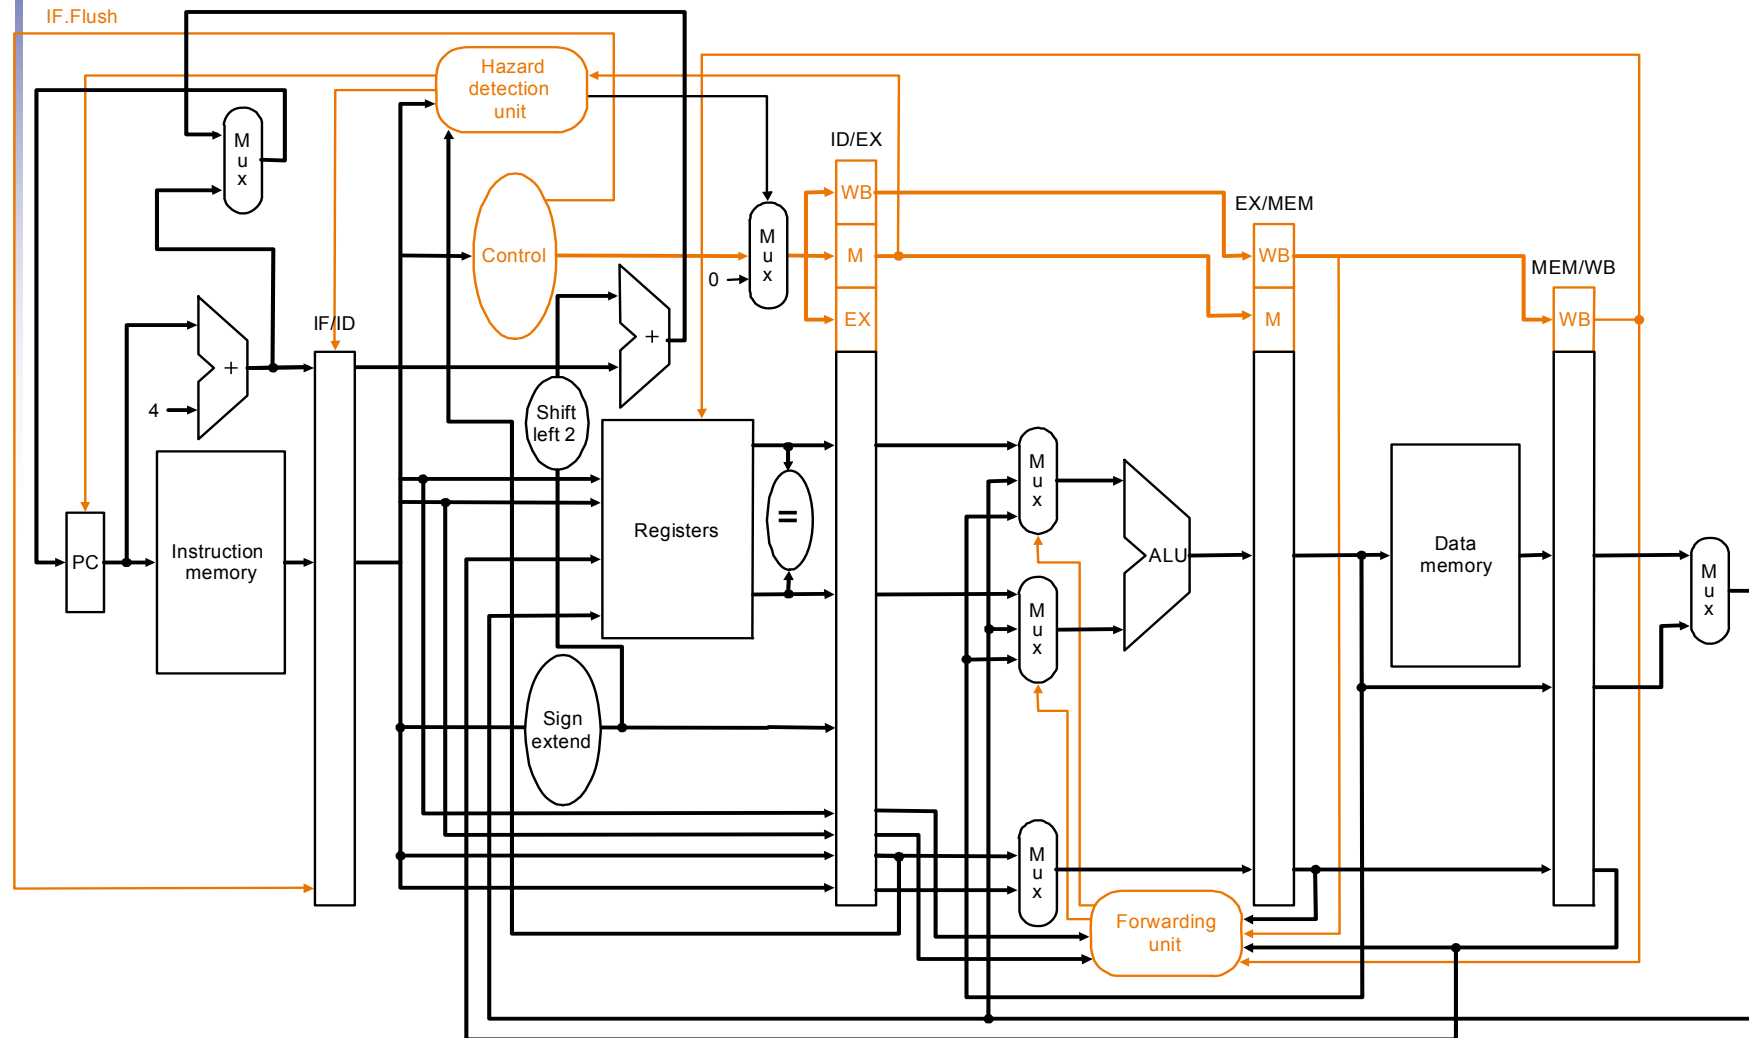 IF.Flush
Hazard
detection
unit
M
u
x
ID/EX
WB
EX/MEM
Control
M
u
x
M
WB
0
MEM/WB
EX
M
WB
IF/ID
+
+
4
Shift
left 2
M
u
x
=
Registers
PC
Instruction
memory
ALU
Data
memory
M
u
x
M
u
x
Sign
extend
M
u
x
Forwarding
unit